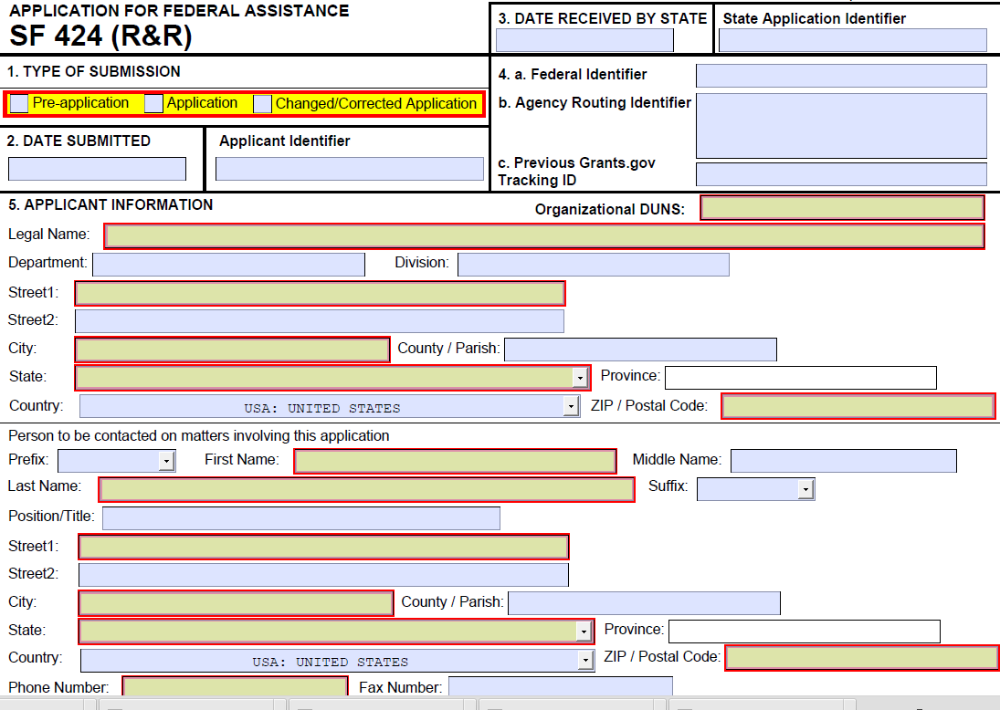 APPLICATION FOR FEDERAL ASSISTANCE
SF 424 (R&R)
3. DATE RECEIVED BY STATE State Application Identifier
1. TYPE OF SUBMISSION
Pre-application Application Changed/Corrected Application
4. a. Federal Identifier
b. Agency Routing Identifier
2. DATE SUBMITTED Applicant Identifier
c. Previous Grants.gov
Tracking ID
5. APPLICANT INFORMATION
Organizational DUNS:
Legal Name:
Department: Division:
Street1:
Street2:
City: County / Parish:
State: Province:
Country: USA: UNITED STATES ZIP / Postal Code:
Person to be contacted on matters involving this application
Prefix: First Name: Middle Name:
Last Name: Suffix:
Position/Title:
Street1:
Street2:
City: County / Parish:
State: Province:
Country: USA: UNITED STATES ZIP / Postal Code:
Phone Number: Fax Number: